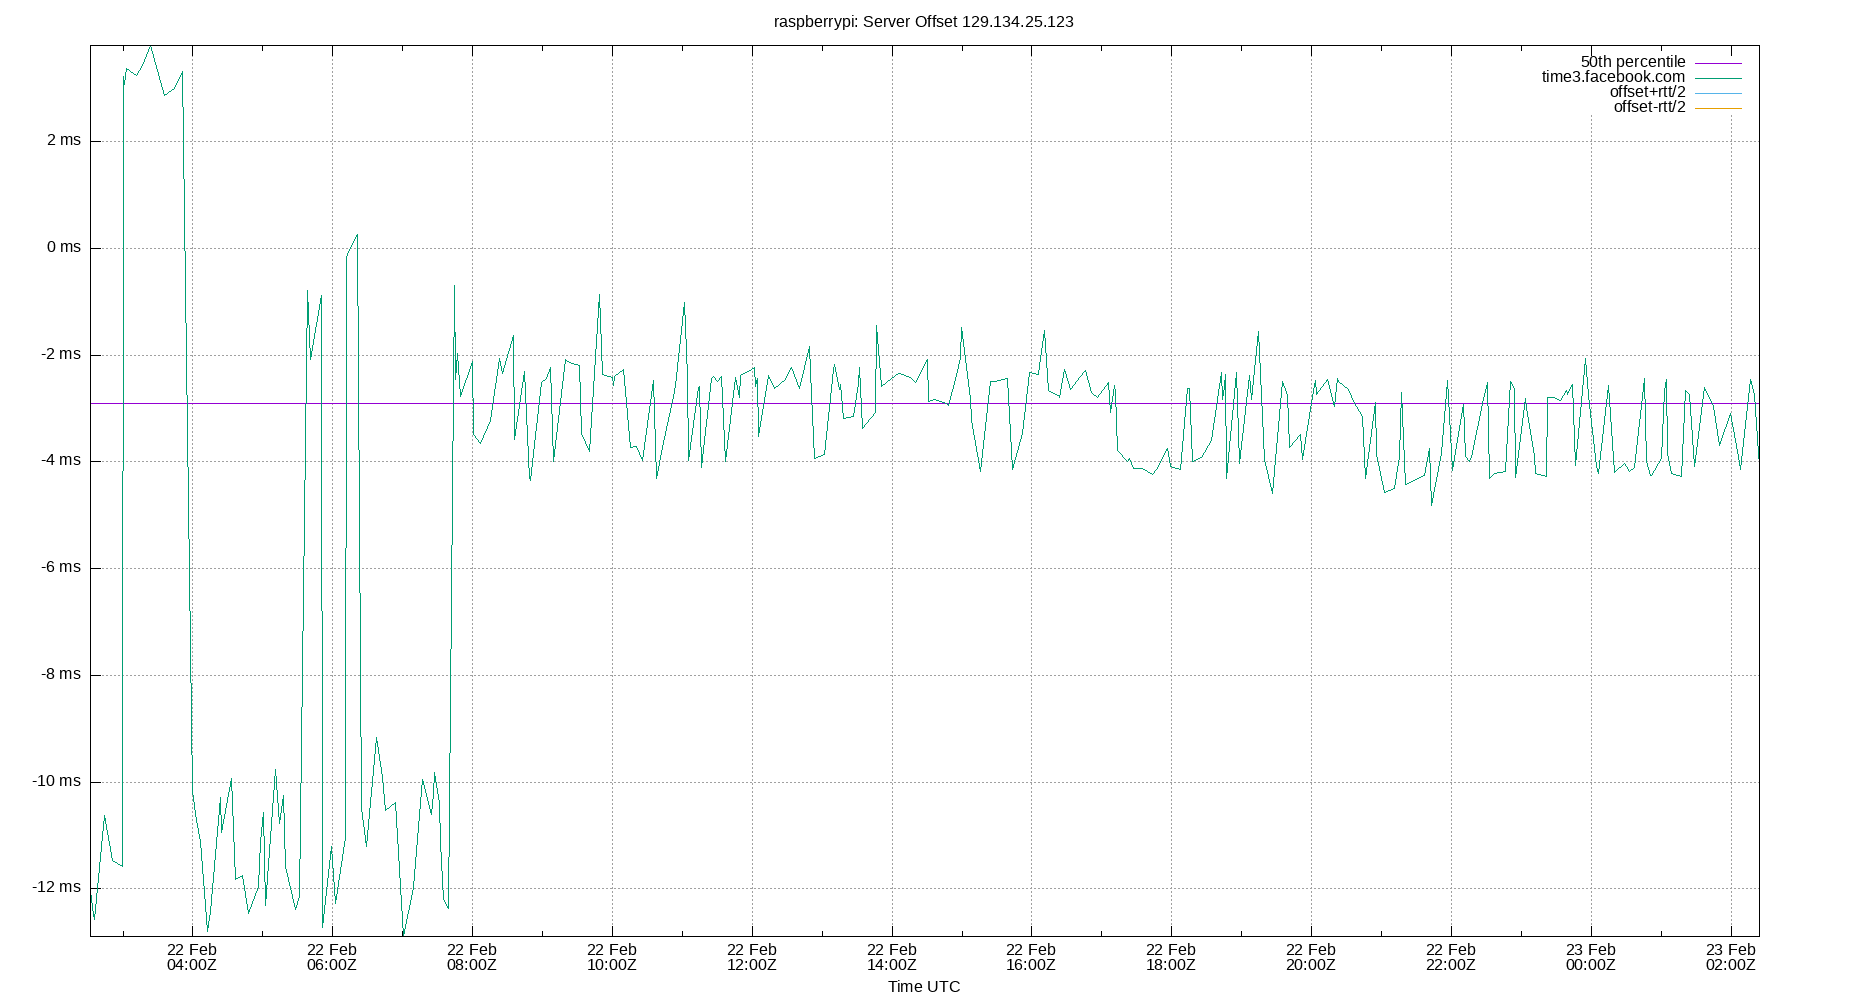 raspberrypi: Server Offset 129.134.25.123
50th percentile
time3.facebook.com
offset+rtt/2
offset-rtt/2
2 ms
0 ms
-2 ms
-4 ms
-6 ms
-8 ms
-10 ms
-12 ms
22 Feb 22 Feb 22 Feb 22 Feb 22 Feb 22 Feb 22 Feb 22 Feb 22 Feb 22 Feb 23 Feb 23 Feb
04:00Z 06:00Z 08:00Z 10:00Z 12:00Z 14:00Z 16:00Z 18:00Z 20:00Z 22:00Z 00:00Z 02:00Z
Time UTC